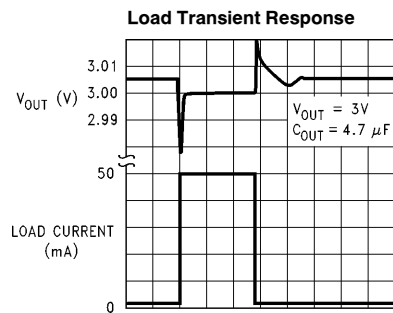 Load Transient Response
3.01
V_OUT (V) 3.00
2.99
V_OUT = 3V
C_OUT = 4.7 μF
50
LOAD CURRENT
(mA)
0